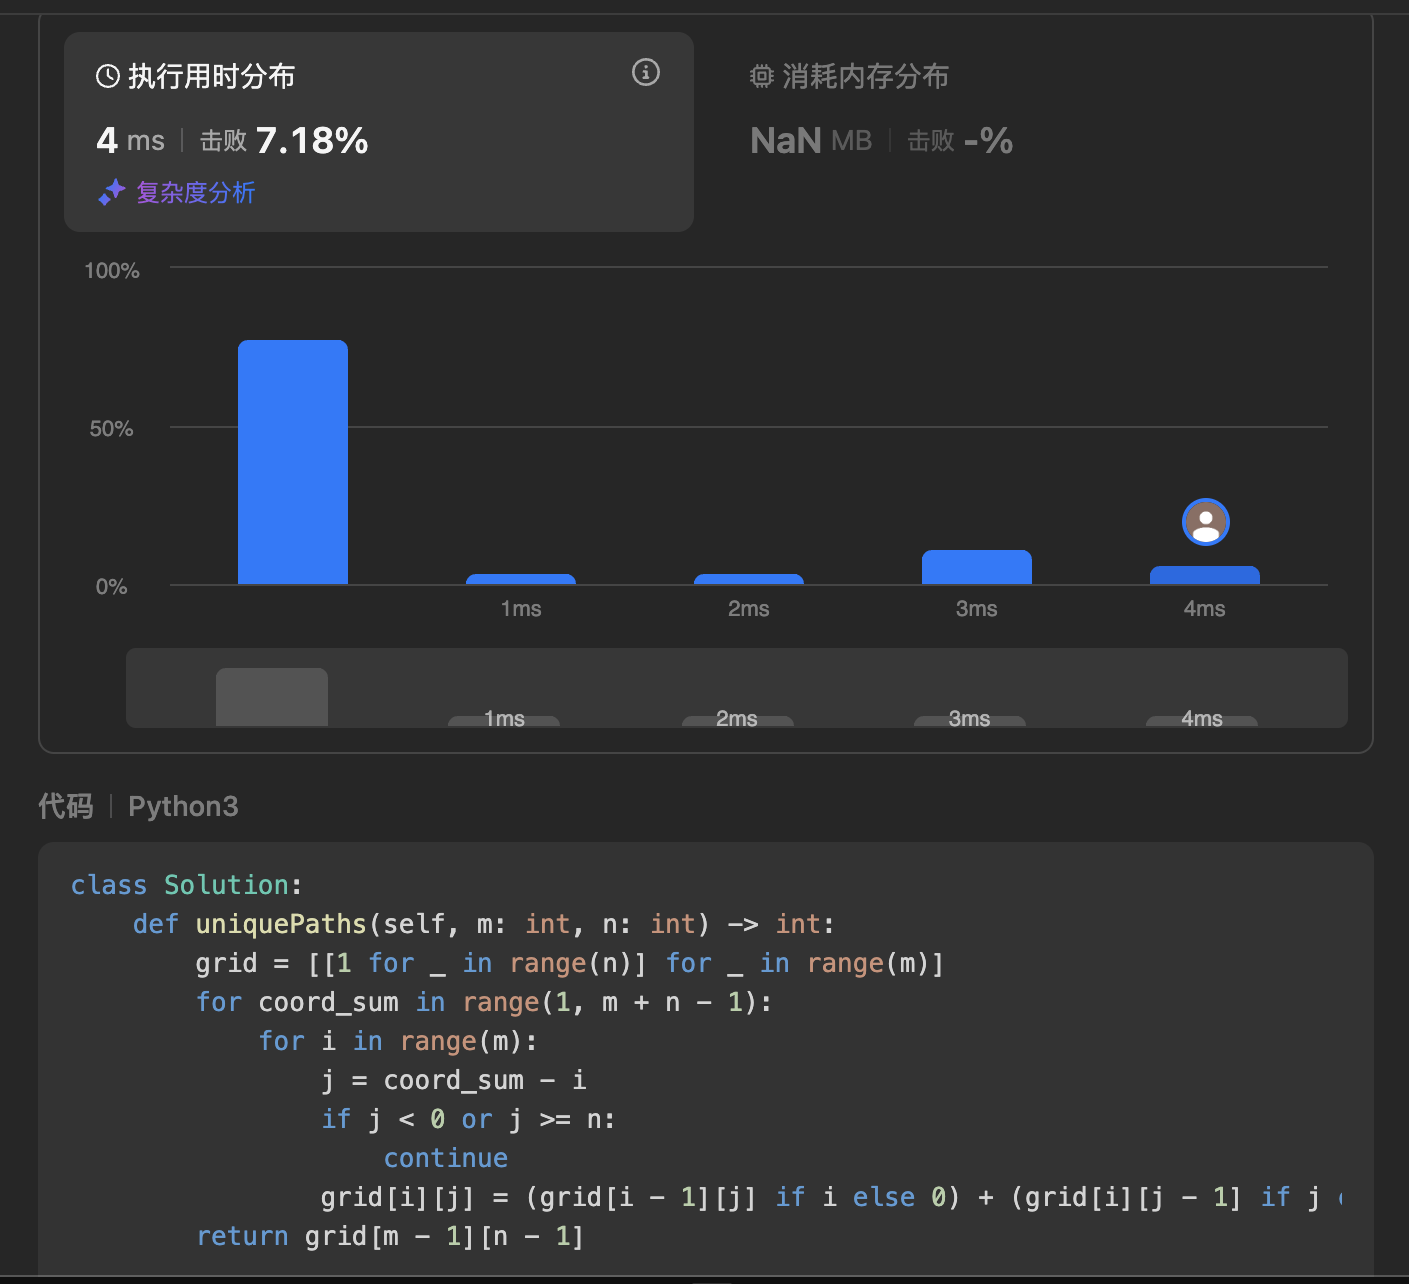 执行用时分布
4 ms | 击败 7.18%
复杂度分析
消耗内存分布
NaN MB | 击败 -%
100%
50%
0%
1ms 2ms 3ms 4ms
1ms 2ms 3ms 4ms
代码 | Python3
class Solution:
    def uniquePaths(self, m: int, n: int) -> int:
        grid = [[1 for _ in range(n)] for _ in range(m)]
        for coord_sum in range(1, m + n - 1):
            for i in range(m):
                j = coord_sum - i
                if j < 0 or j >= n:
                    continue
                grid[i][j] = (grid[i - 1][j] if i else 0) + (grid[i][j - 1] if j
        return grid[m - 1][n - 1]